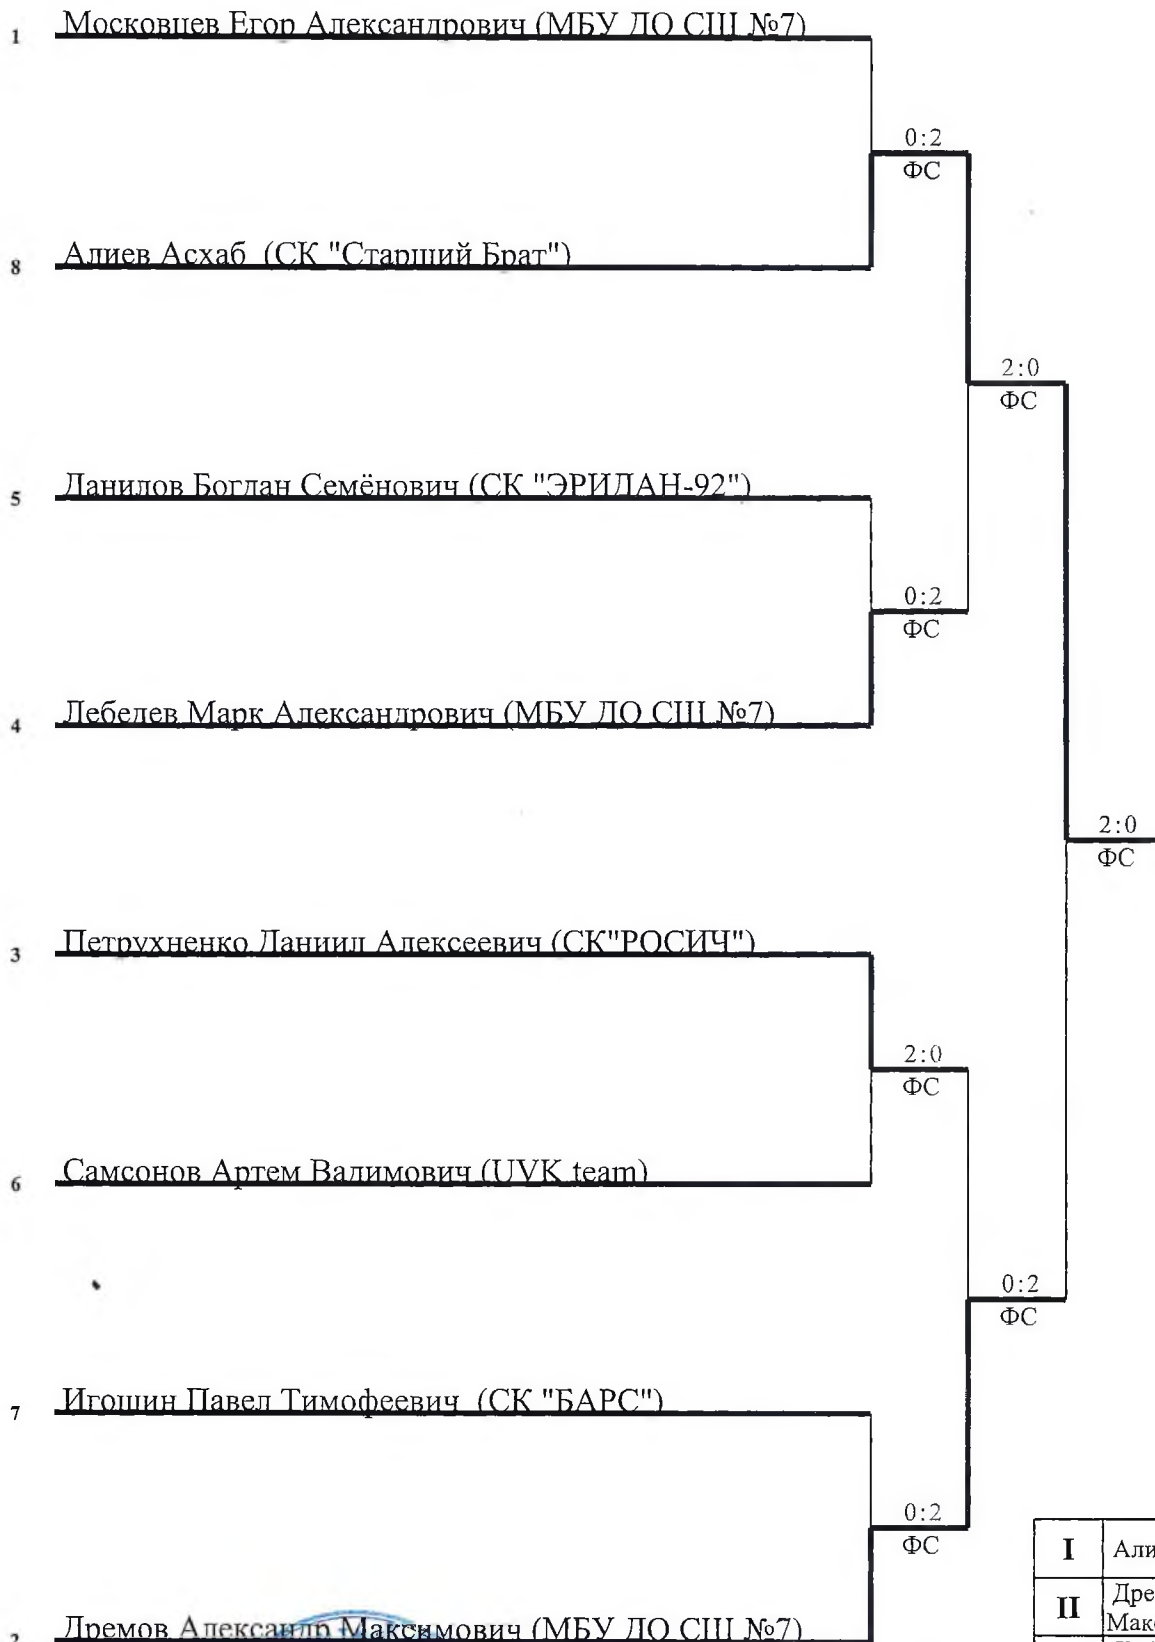 1 Московцев Егор Александрович (МБУ ДО СШ №7)
0:2
ФС
8 Алиев Асхаб (СК "Старший Брат")
2:0
ФС
5 Данилов Богдан Семёнович (СК "ЭРИДАН-92")
0:2
ФС
4 Лебедев Марк Александрович (МБУ ДО СШ №7)
2:0
ФС
3 Петрухненко Даниил Алексеевич (СК"РОСИЧ")
2:0
ФС
6 Самсонов Артем Вадимович (UVK team)
0:2
ФС
7 Игошин Павел Тимофеевич (СК "БАРС")
0:2
ФС
I Али
II Дре
Макс
Дремов Александр Максимович (МБУ ДО СШ №7)